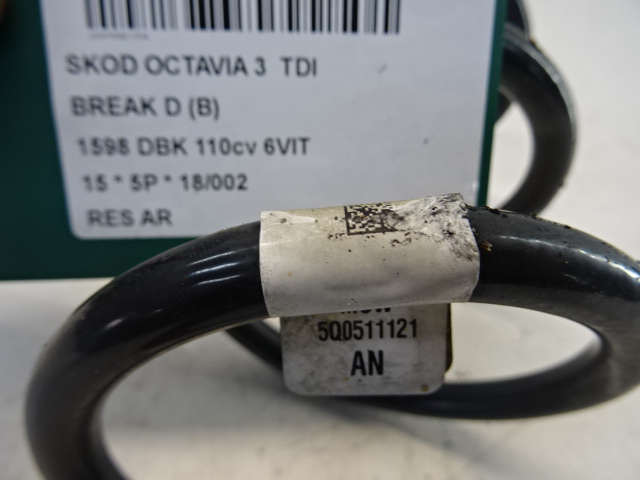 SKOD OCTAVIA 3 TDI
BREAK D (B)
1598 DBK 110cv 6VIT
15 * 5P * 18/002
RES AR
5Q0511121
AN